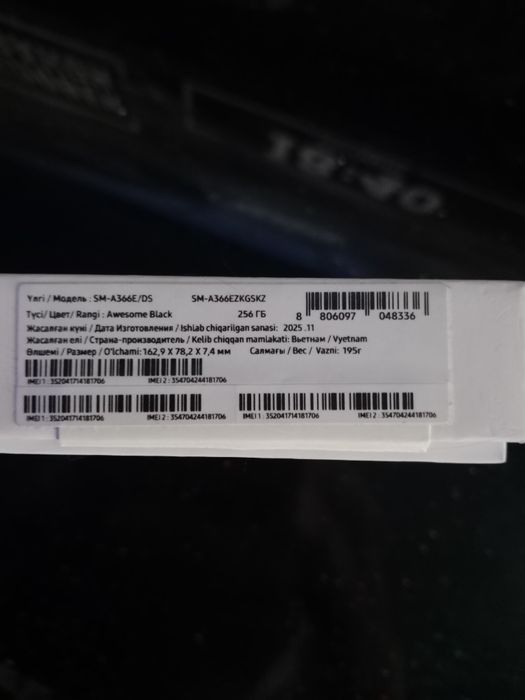 19:40
Үлгі / Модель : SM-A366E/DS SM-A366EZKGSKZ
Түсі/ Цвет/ Rangi : Awesome Black 256 ГБ 8 806097 048336
Жасалған күні / Дата Изготовления / Ishlab chiqarilgan sanasi: 2025 .11
Жасалған елі / Страна-производитель / Kelib chiqqan mamlakati: Вьетнам / Vyetnam
Өлшемі / Размер / O'lchami: 162,9 X 78,2 X 7,4 мм Салмағы / Вес / Vazni: 195г
IMEI 1 : 352041714181706 IMEI 2 : 354704244181706
IMEI 1 : 352041714181706 IMEI 2 : 354704244181706 IMEI 1 : 352041714181706 IMEI 2 : 354704244181706